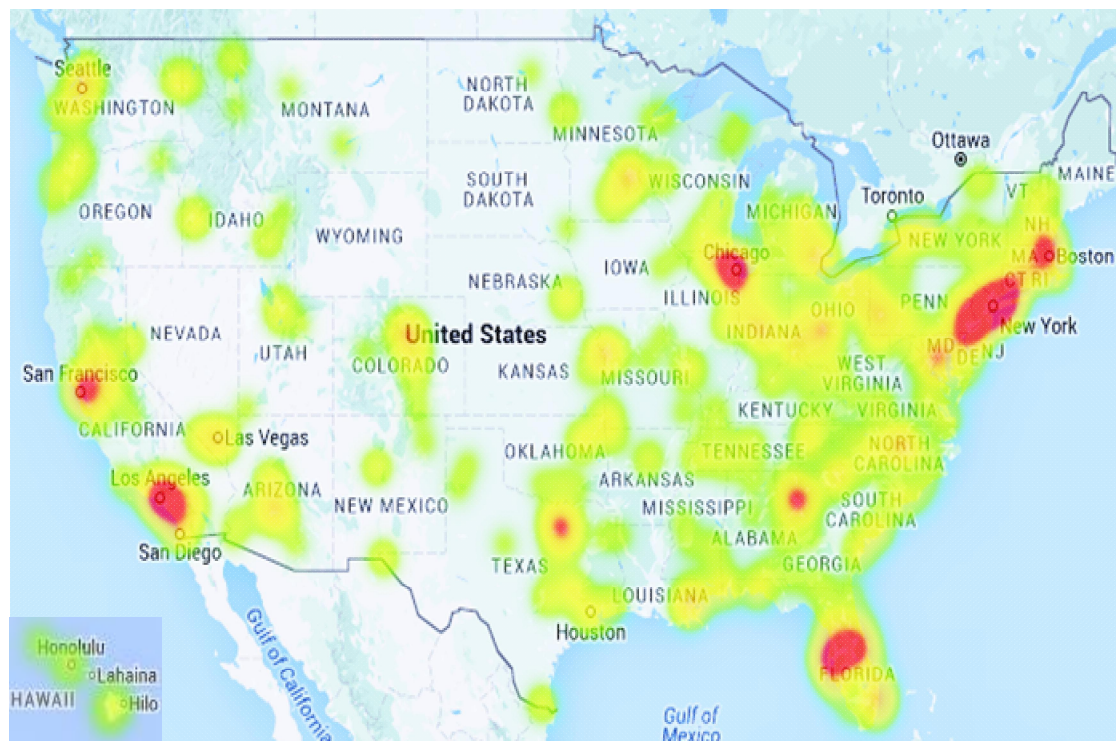 Seattle
WASHINGTON
MONTANA
NORTH
DAKOTA
MINNESOTA
Ottawa
MAINE
VT
Toronto
SOUTH
DAKOTA
WISCONSIN
MICHIGAN
OREGON
IDAHO
WYOMING
NH
NEW YORK
MA
Boston
Chicago
IOWA
NEBRASKA
CT RI
ILLINOIS
OHIO
PENN
New York
NEVADA
United States
INDIANA
MD
DE
NJ
UTAH
COLORADO
KANSAS
MISSOURI
WEST
VIRGINIA
San Francisco
KENTUCKY
VIRGINIA
CALIFORNIA
Las Vegas
OKLAHOMA
TENNESSEE
NORTH
CAROLINA
Los Angeles
ARIZONA
NEW MEXICO
ARKANSAS
MISSISSIPPI
SOUTH
CAROLINA
San Diego
TEXAS
ALABAMA
GEORGIA
LOUISIANA
Houston
Gulf of California
Honolulu
Lahaina
HAWAII
Hilo
FLORIDA
Gulf of
Mexico